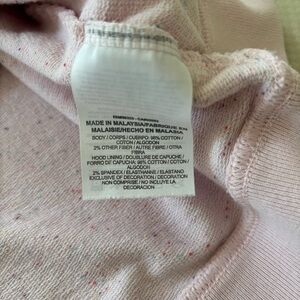 MADE IN MALAYSIA/FABRIQUE EN
MALAISIE/HECHO EN MALASIA
BODY / CORPS / CUERPO: 98% COTTON /
COTON / ALGODON
2% OTHER FIBER / AUTRE FIBRE / OTRA
FIBRA
HOOD LINING / DOUBLURE DE CAPUCHE /
FORRO DE CAPUCHA: 98% COTTON / COTON /
ALGODON
2% SPANDEX / ELASTHANNE / ELASTANO
EXCLUSIVE OF DECORATION / DECORATION
NON COMPRISE / NO INCLUYE LA
DECORACION